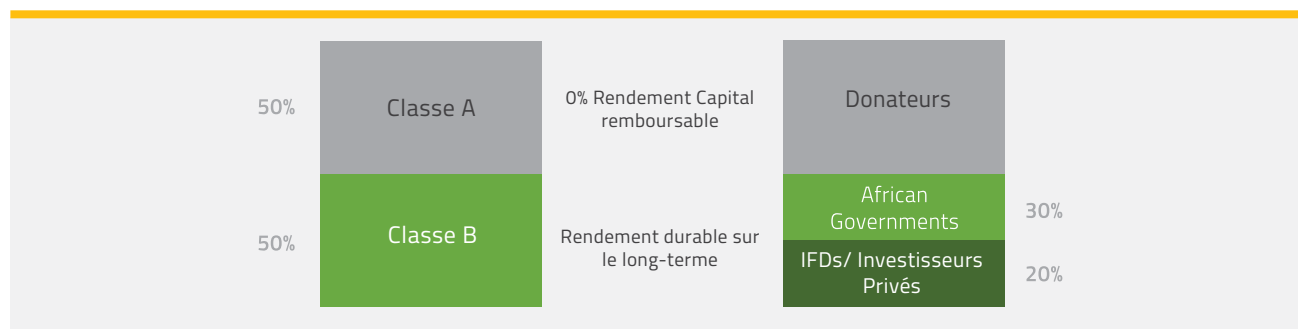 50%
Classe A
0% Rendement Capital
remboursable
Donateurs
50%
Classe B
Rendement durable sur
le long-terme
African
Governments
30%
IFDs/ Investisseurs
Privés
20%